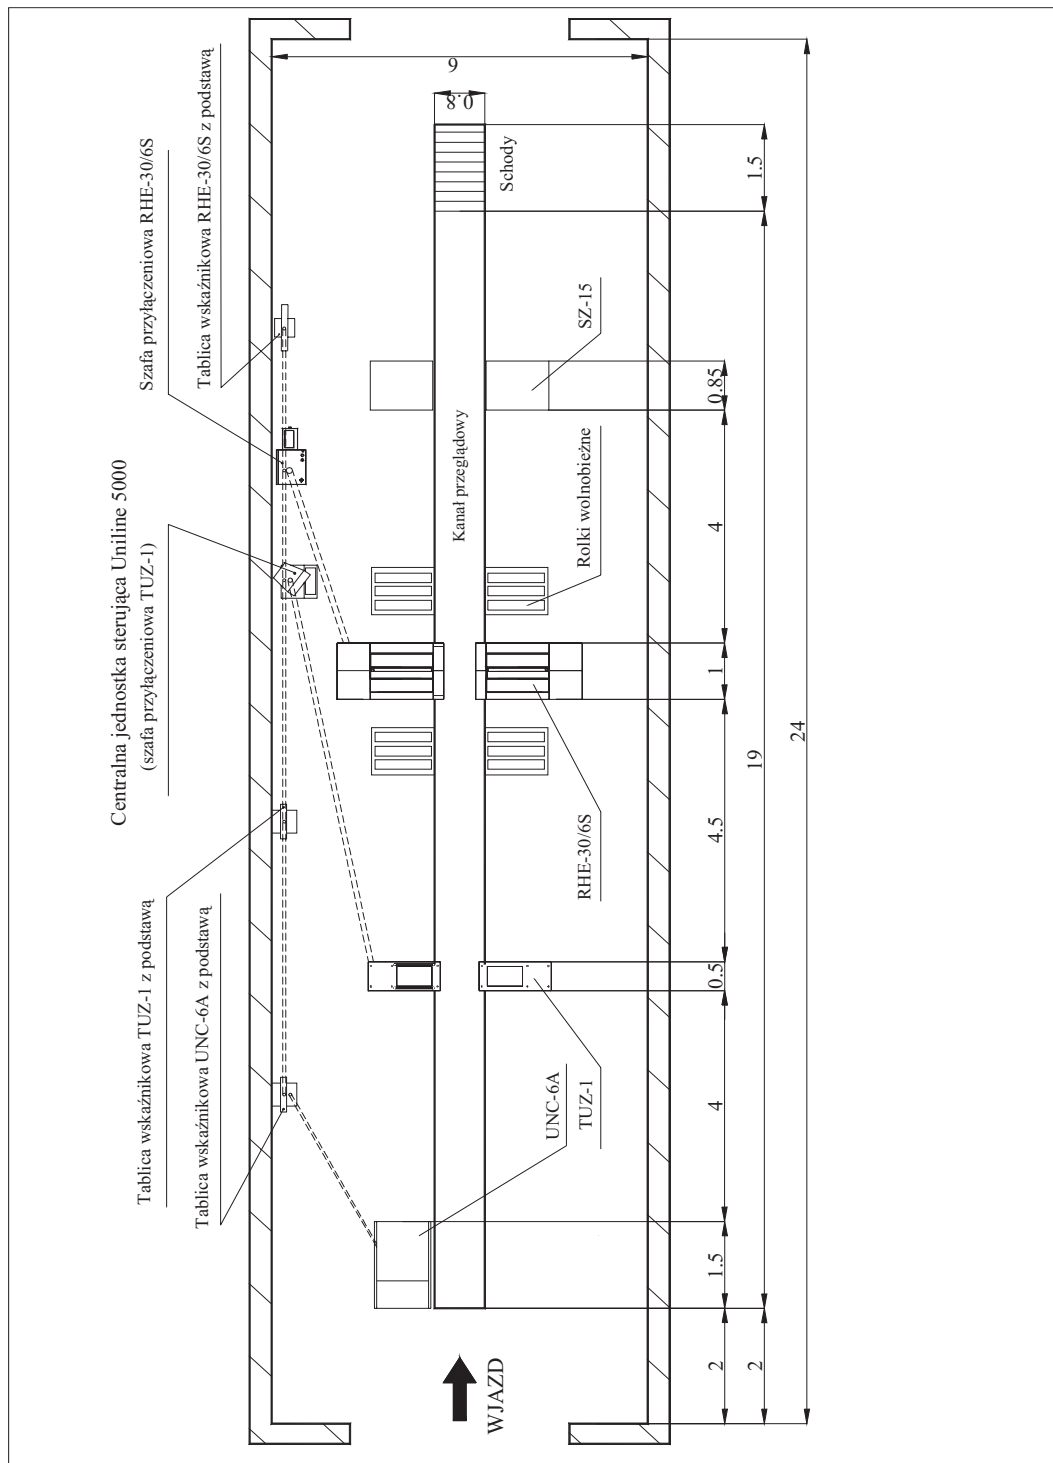 Centralna jednostka sterująca Uniline 5000
(szafa przyłączeniowa TUZ-1)
Tablica wskaźnikowa TUZ-1 z podstawą
Szafa przyłączeniowa RHE-30/6S
Tablica wskaźnikowa UNC-6A z podstawą
Tablica wskaźnikowa RHE-30/6S z podstawą
6
0.8
WJAZD
Kanał przeglądowy
Schody
UNC-6A
TUZ-1
RHE-30/6S
Rolki wolnobieżne
SZ-15
2
1.5
4
0.5
4.5
1
4
0.85
2
19
1.5
24